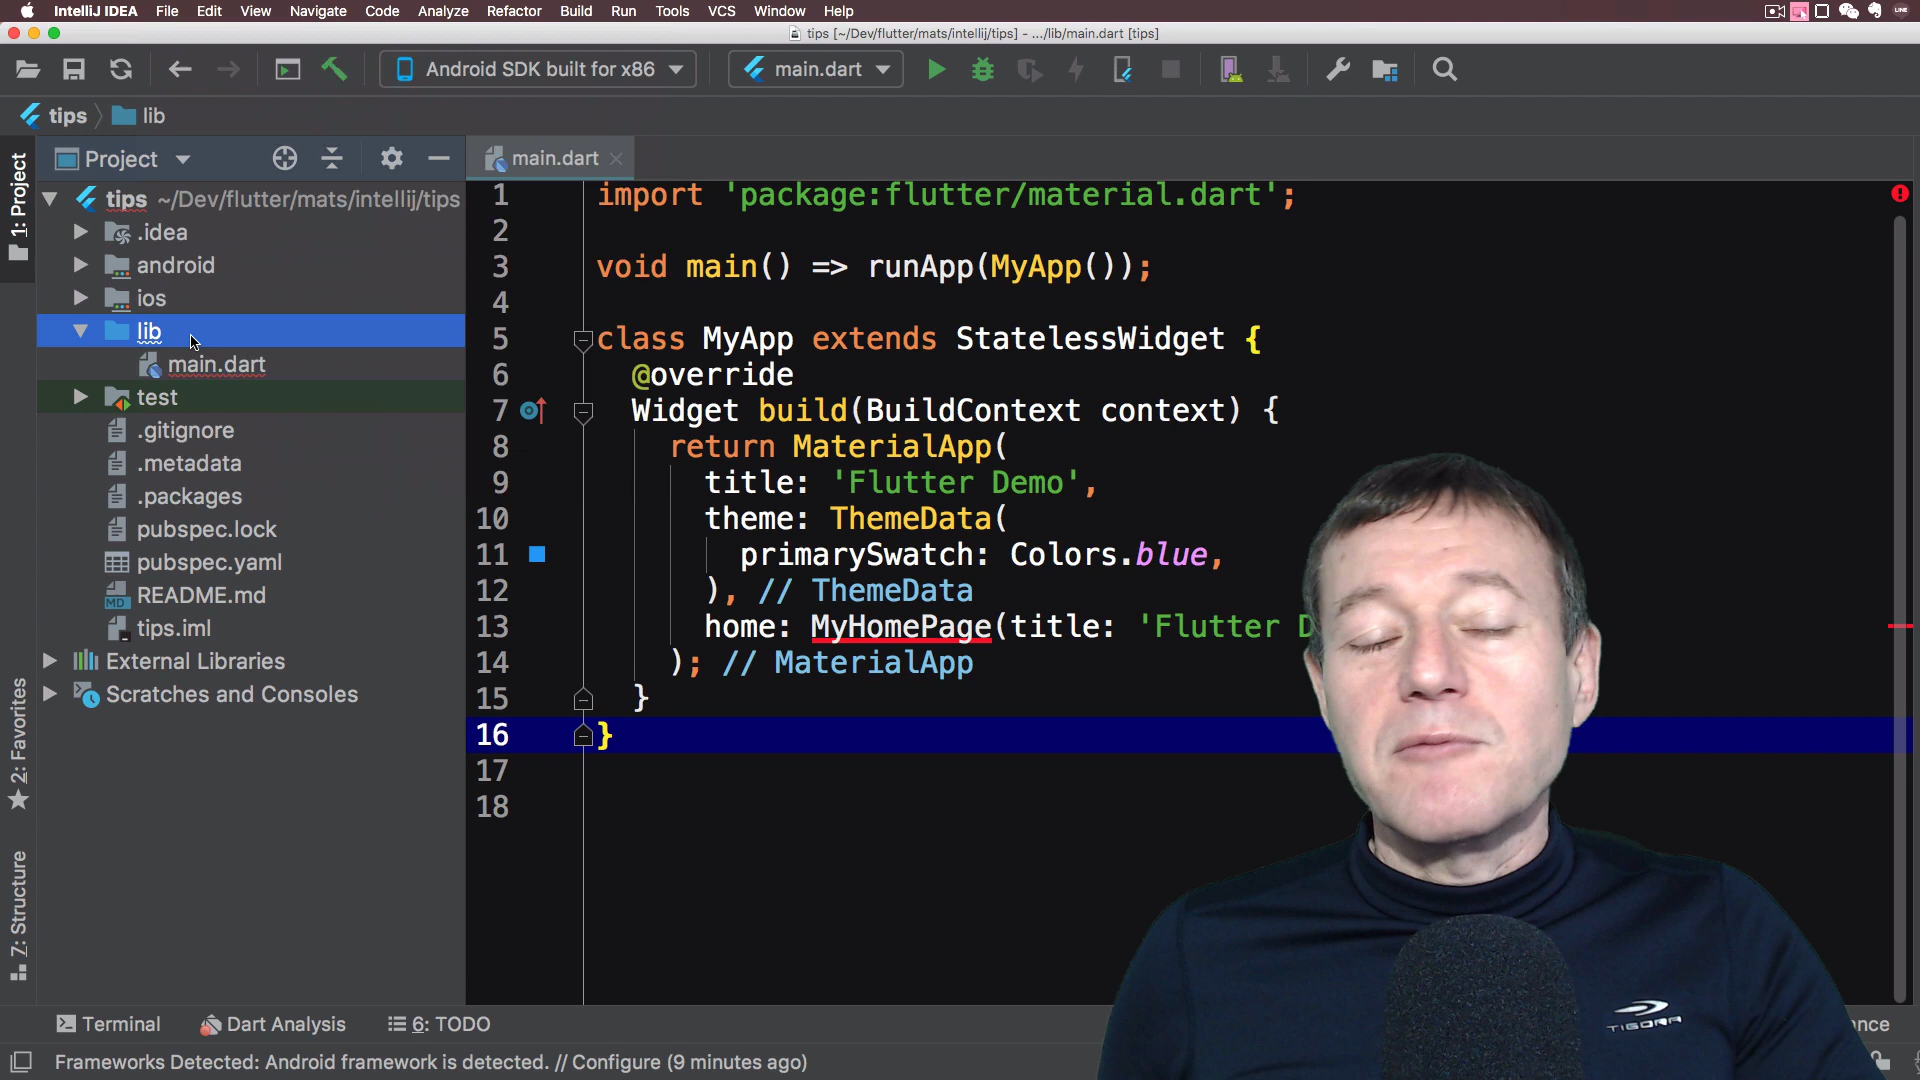 IntelliJ IDEA File Edit View Navigate Code Analyze Refactor Build Run Tools VCS Window Help
LINE
tips [~/Dev/flutter/mats/intellij/tips] - .../lib/main.dart [tips]
Android SDK built for x86
main.dart
tips
lib
1: Project
Project
main.dart
tips ~/Dev/flutter/mats/intellij/tips
.idea
android
ios
lib
main.dart
test
.gitignore
.metadata
.packages
pubspec.lock
pubspec.yaml
MD README.md
tips.iml
External Libraries
Scratches and Consoles
2: Favorites
7: Structure
1 import 'package:flutter/material.dart';
2
3 void main() => runApp(MyApp());
4
5 class MyApp extends StatelessWidget {
6 @override
7 Widget build(BuildContext context) {
8 return MaterialApp(
9 title: 'Flutter Demo',
10 theme: ThemeData(
11 primarySwatch: Colors.blue,
12 ), // ThemeData
13 home: MyHomePage(title: 'Flutter D
14 ); // MaterialApp
15 }
16 }
17
18
TIGORA
Terminal
Dart Analysis
6: TODO
ance
Frameworks Detected: Android framework is detected. // Configure (9 minutes ago)